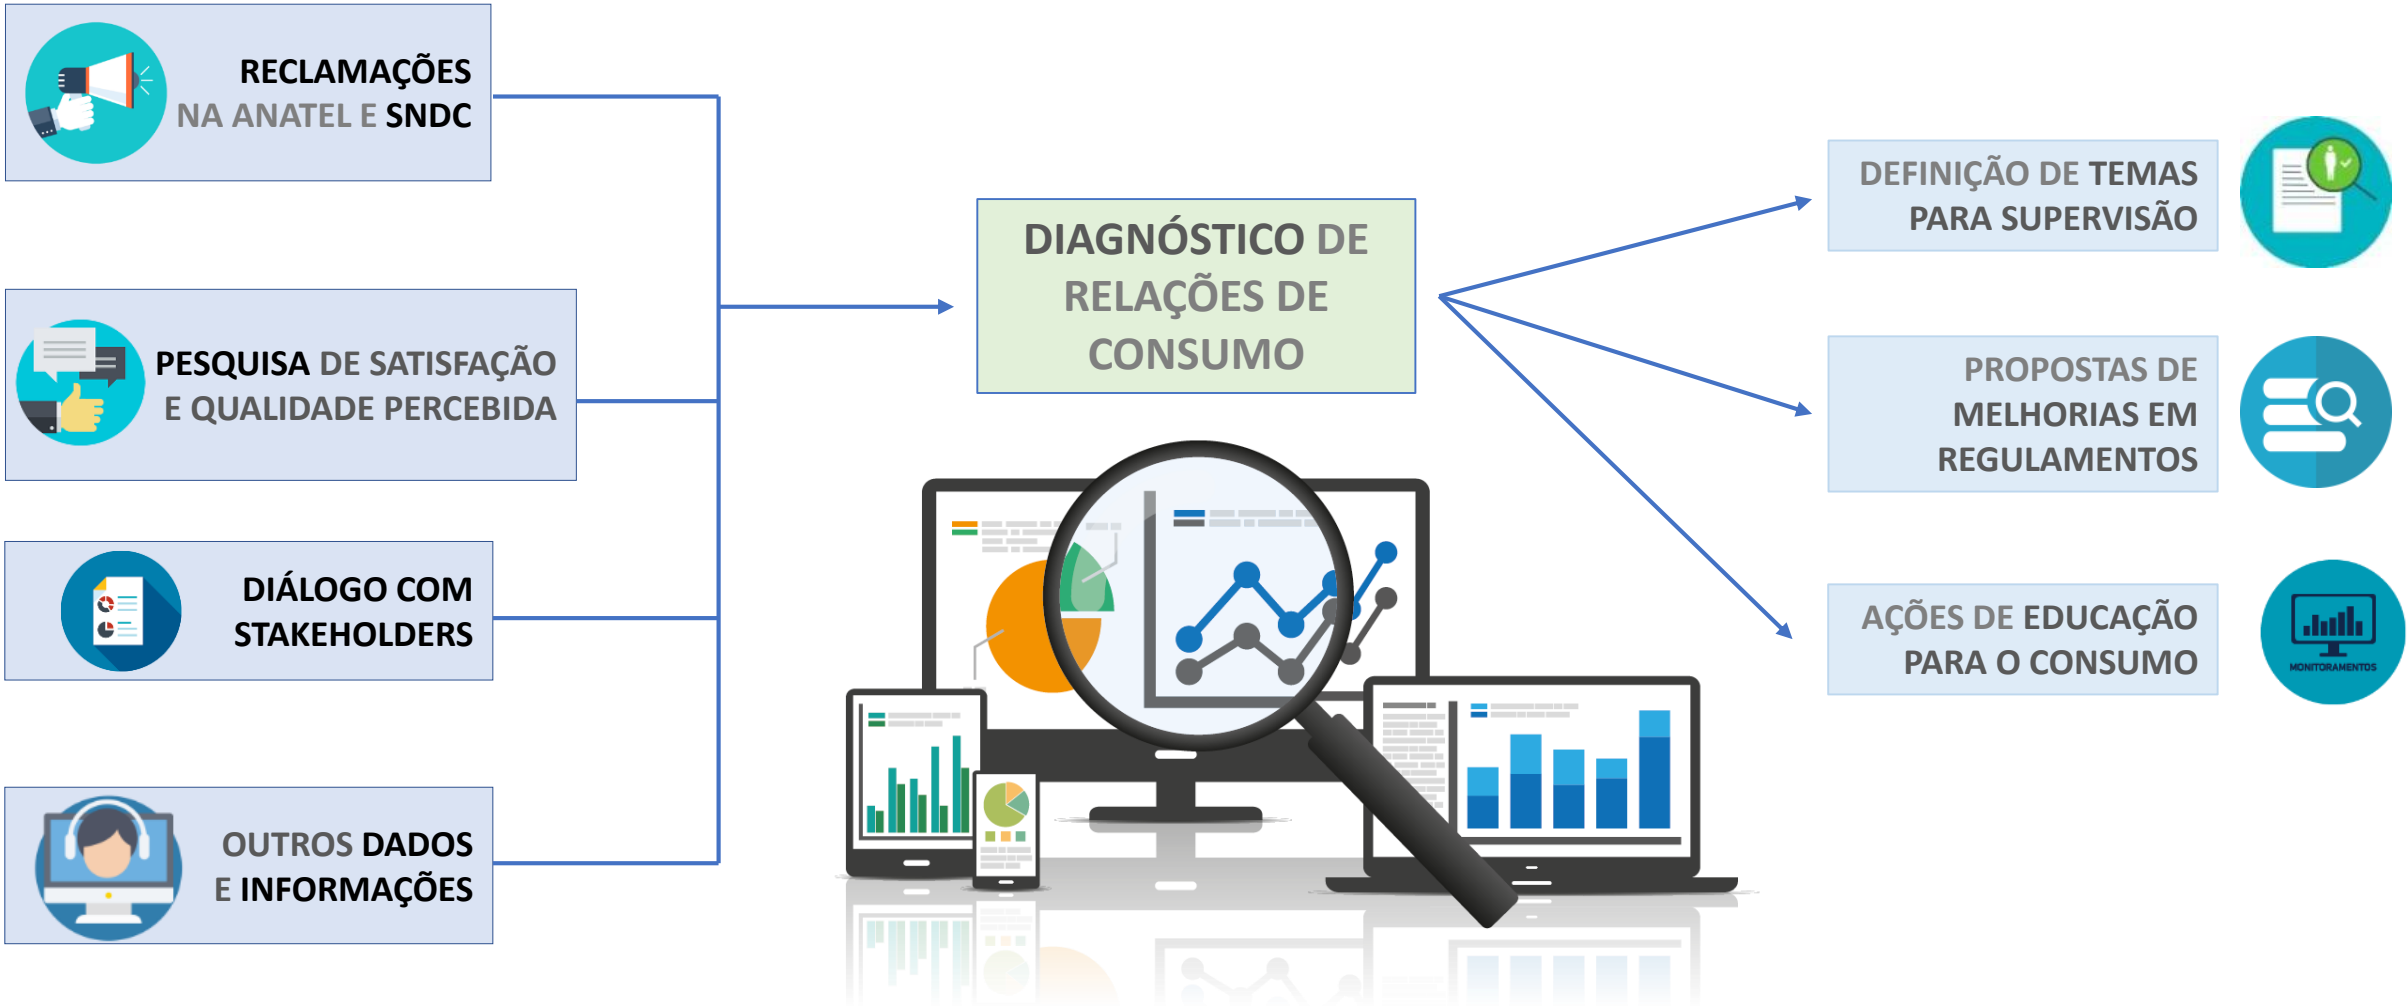 RECLAMAÇÕES
NA ANATEL E SNDC
PESQUISA DE SATISFAÇÃO
E QUALIDADE PERCEBIDA
DIÁLOGO COM
STAKEHOLDERS
OUTROS DADOS
E INFORMAÇÕES
DIAGNÓSTICO DE
RELAÇÕES DE
CONSUMO
DEFINIÇÃO DE TEMAS
PARA SUPERVISÃO
PROPOSTAS DE
MELHORIAS EM
REGULAMENTOS
AÇÕES DE EDUCAÇÃO
PARA O CONSUMO
MONITORAMENTOS